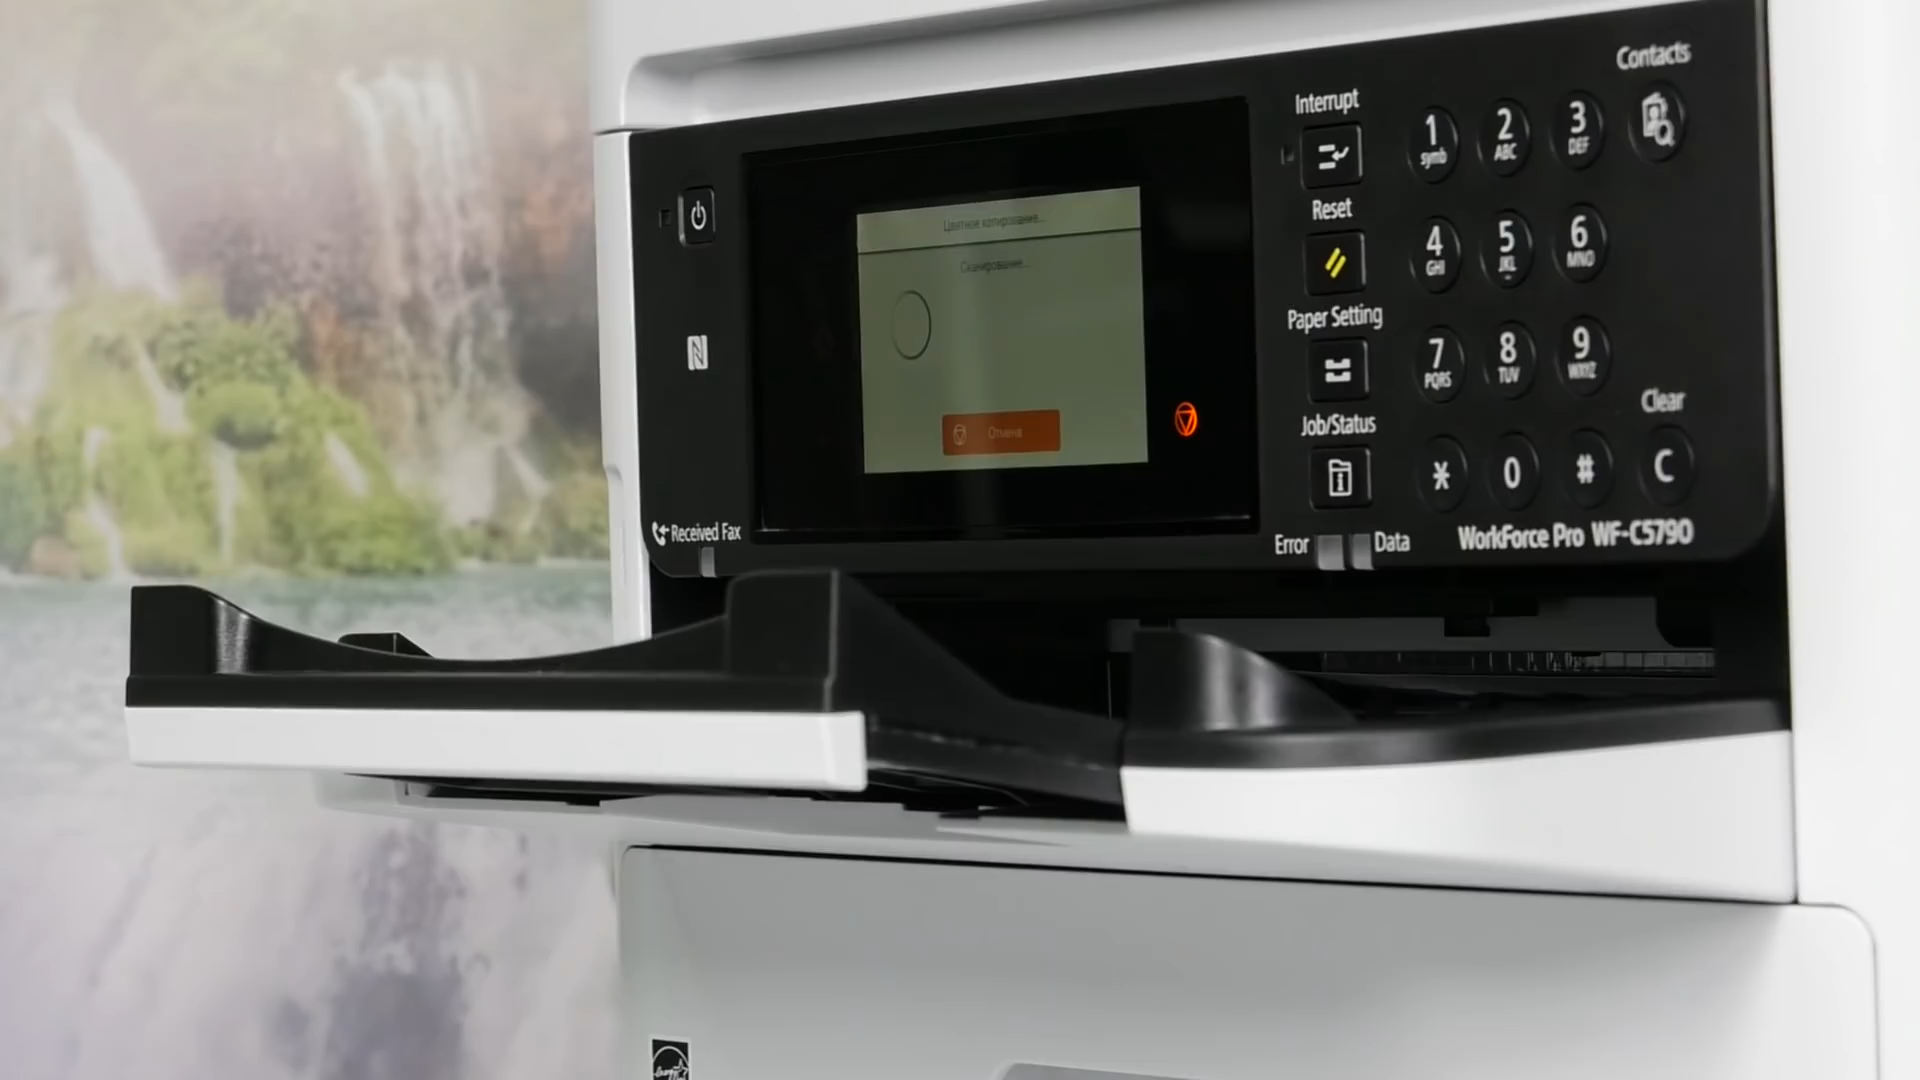 Contacts
Interrupt
1 symb
2 ABC
3 DEF
Reset
4 GHI
5 JKL
6 MNO
Цветное копирование...
Сканирование...
Paper Setting
7 PQRS
8 TUV
9 WXYZ
Отмена
Job/Status
Clear
* 0 # C
Received Fax
Error
Data
WorkForce Pro WF-C5790